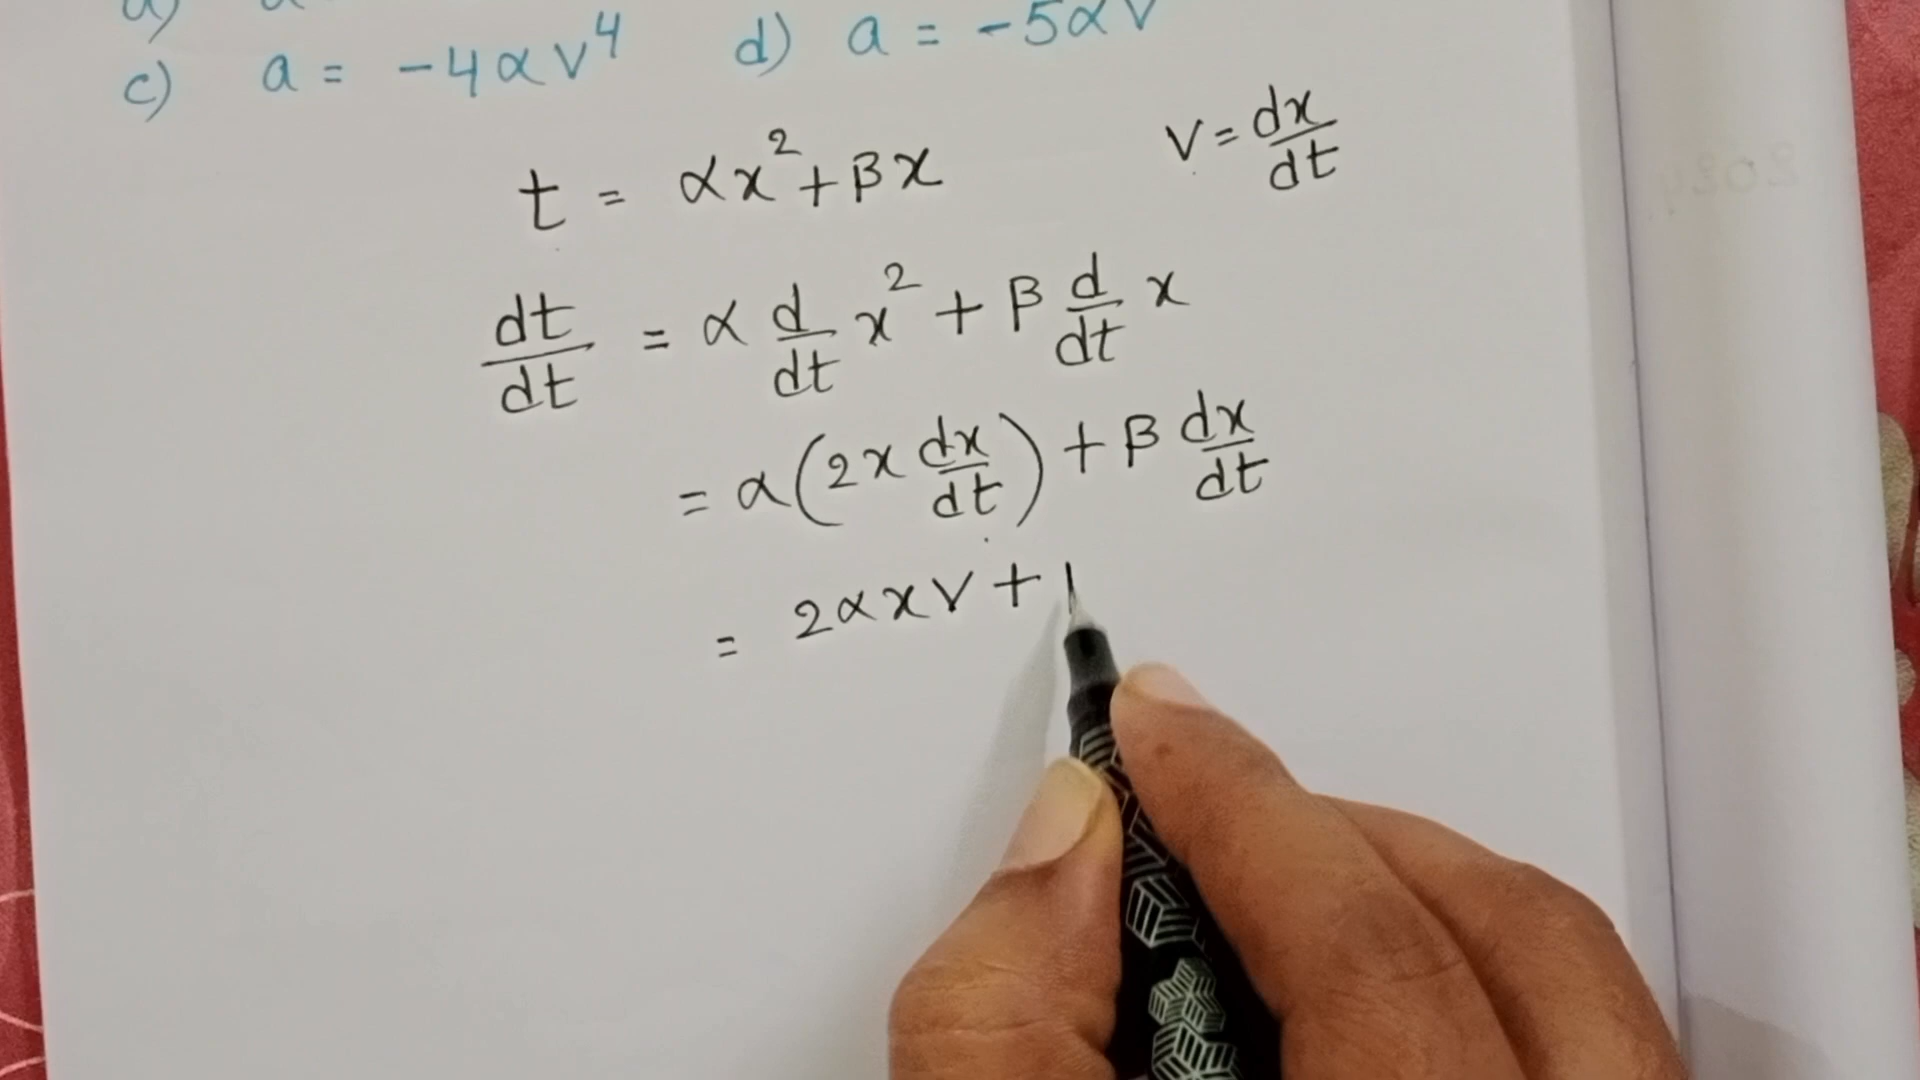 c) a = -4αv⁴ d) a = -5αv
t = αx² + βx v = dx/dt
dt/dt = α d/dt x² + β d/dt x
= α(2x dx/dt) + β dx/dt
= 2αxv +